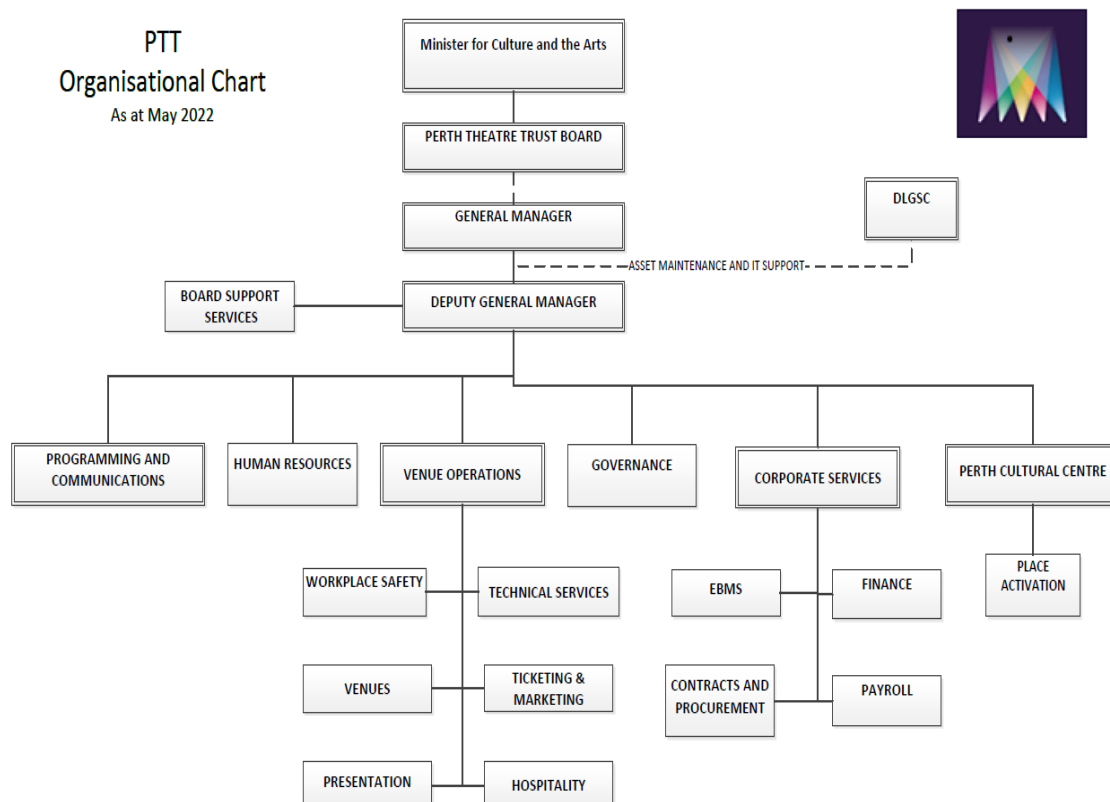 PTT
Organisational Chart
As at May 2022
Minister for Culture and the Arts
PERTH THEATRE TRUST BOARD
GENERAL MANAGER
DLGSC
ASSET MAINTENANCE AND IT SUPPORT
BOARD SUPPORT
SERVICES
DEPUTY GENERAL MANAGER
PROGRAMMING AND
COMMUNICATIONS
HUMAN RESOURCES
VENUE OPERATIONS
GOVERNANCE
CORPORATE SERVICES
PERTH CULTURAL CENTRE
WORKPLACE SAFETY
TECHNICAL SERVICES
EBMS
FINANCE
PLACE
ACTIVATION
VENUES
TICKETING &
MARKETING
CONTRACTS AND
PROCUREMENT
PAYROLL
PRESENTATION
HOSPITALITY